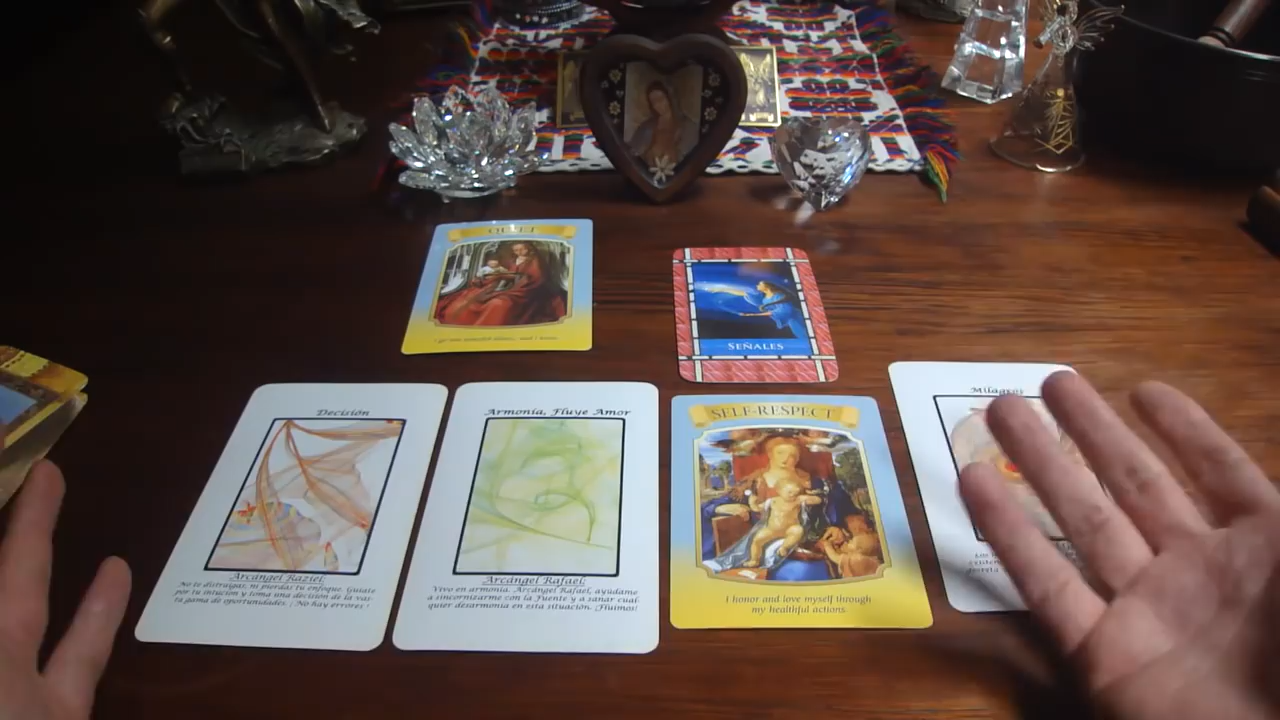 QUIET
SEÑALES
Decisión
Arcángel Raziel:
No te distraigas, ni pierdas tu enfoque. Guíate
por tu intución y toma una decisión de la vas-
ta gama de oportunidades. ¡No hay errores!
Armonía, Fluye Amor
Arcángel Rafael:
Vivo en armonía. Arcángel Rafael, ayúdame
a sincornizarme con la Fuente y a sanar cual-
quier desarmonía en esta situación. ¡Fluimos!
SELF-RESPECT
I honor and love myself through
my healthful actions.
Milagros